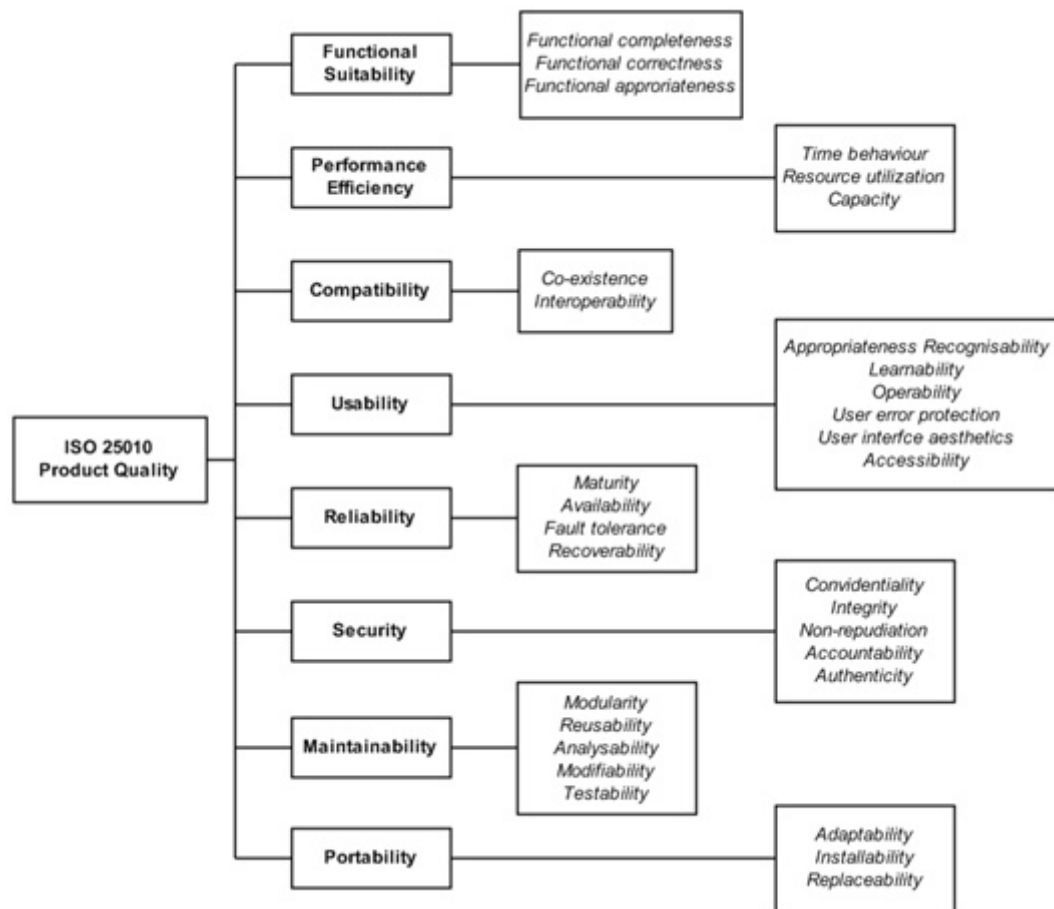 Functional
Suitability
Functional completeness
Functional correctness
Functional approriateness
Performance
Efficiency
Time behaviour
Resource utilization
Capacity
Compatibility
Co-existence
Interoperability
Usability
Appropriateness Recognisability
Learnability
Operability
User error protection
User interfce aesthetics
Accessibility
ISO 25010
Product Quality
Reliability
Maturity
Availability
Fault tolerance
Recoverability
Security
Convidentiality
Integrity
Non-repudiation
Accountability
Authenticity
Maintainability
Modularity
Reusability
Analysability
Modifiability
Testability
Portability
Adaptability
Installability
Replaceability